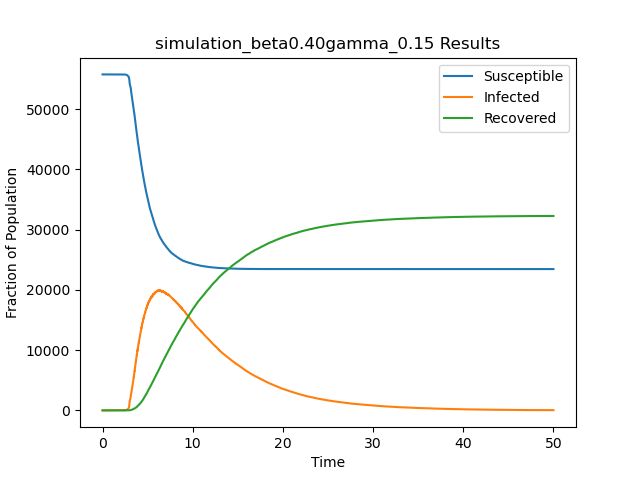 simulation_beta0.40gamma_0.15 Results
Susceptible
Infected
Recovered
Fraction of Population
50000
40000
30000
20000
10000
0
0 10 20 30 40 50
Time